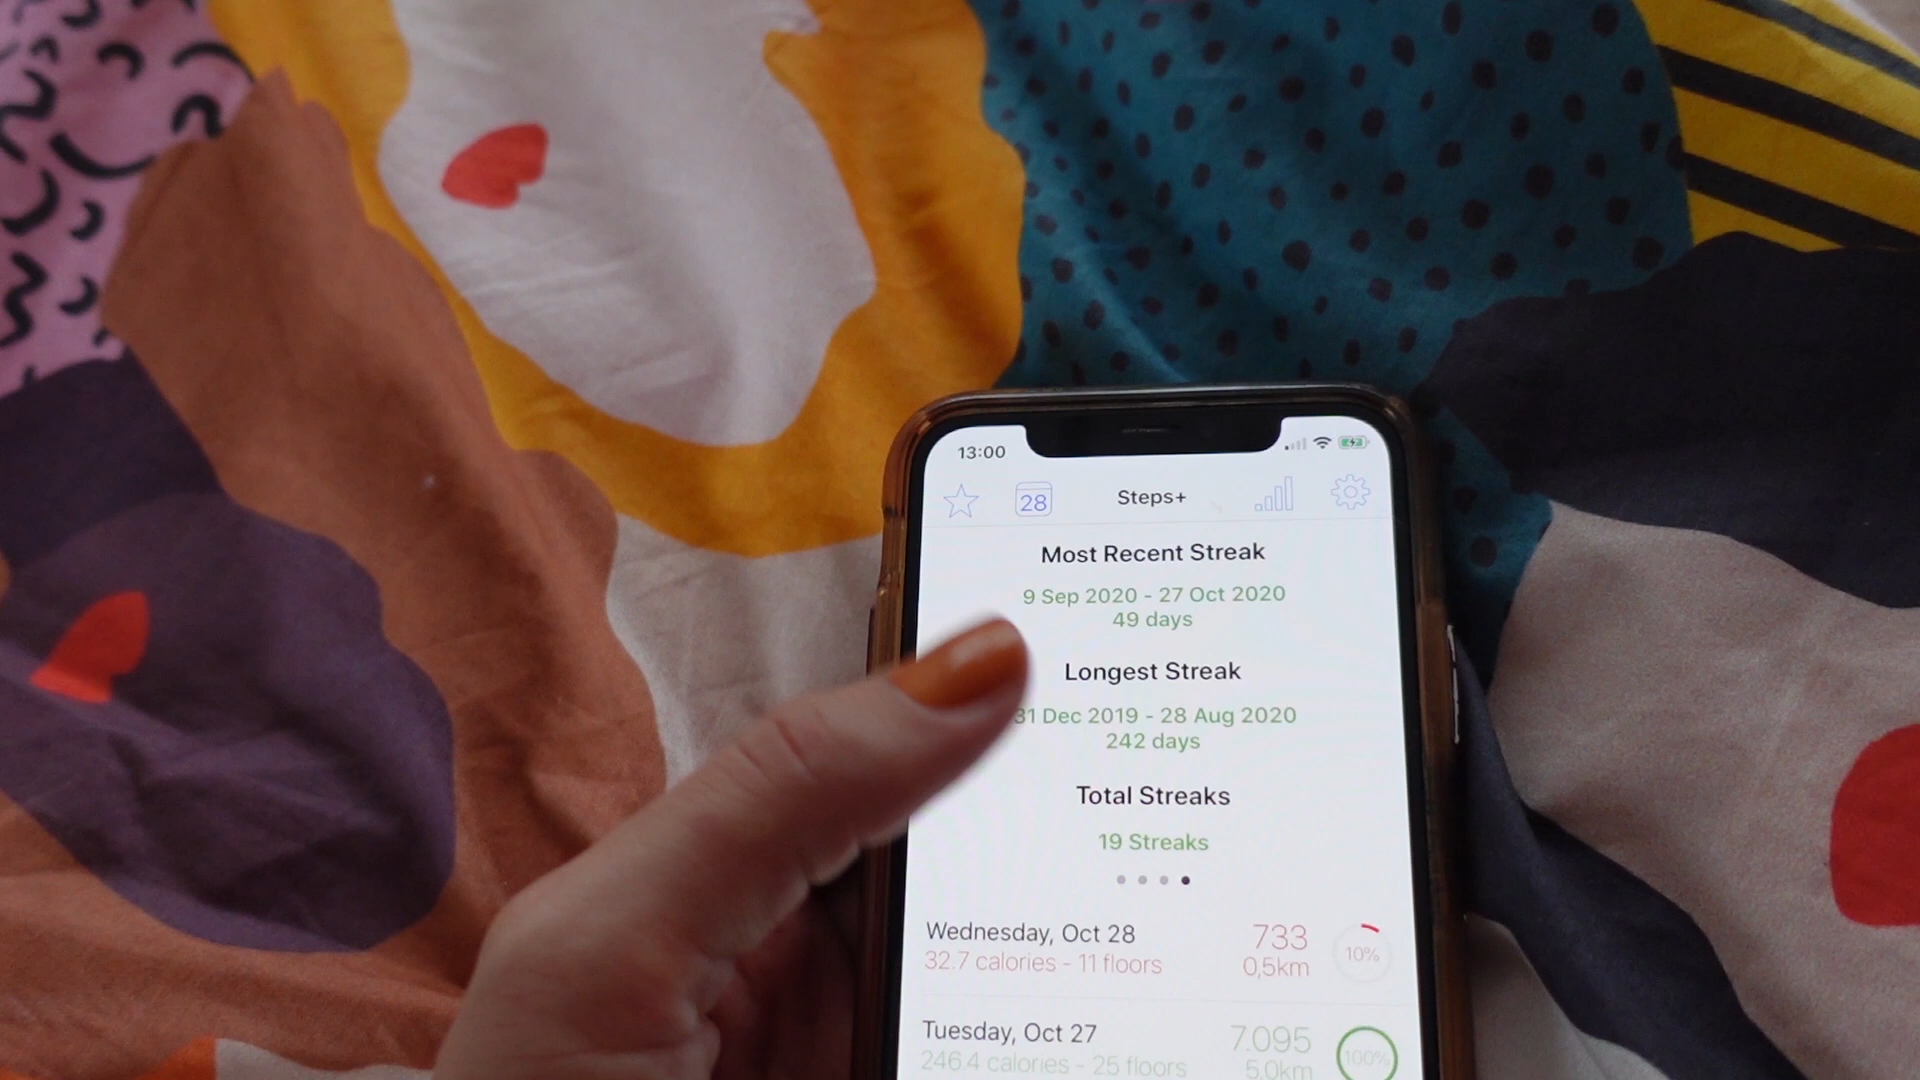 13:00
28 Steps+
Most Recent Streak
9 Sep 2020 - 27 Oct 2020
49 days
Longest Streak
31 Dec 2019 - 28 Aug 2020
242 days
Total Streaks
19 Streaks
Wednesday, Oct 28 733
32.7 calories - 11 floors 0,5km 10%
Tuesday, Oct 27 7.095
246.4 calories - 25 floors 5,0km 100%